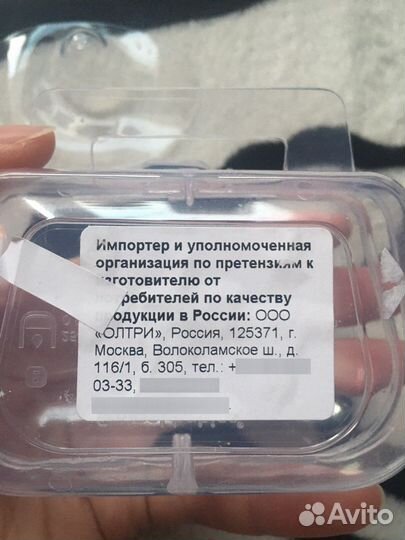 Импортер и уполномоченная
организация по претензиям к
изготовителю от
потребителей по качеству
продукции в России: ООО
«ОЛТРИ», Россия, 125371, г.
Москва, Волоколамское ш., д.
116/1, б. 305, тел.: +
03-33,
Avito